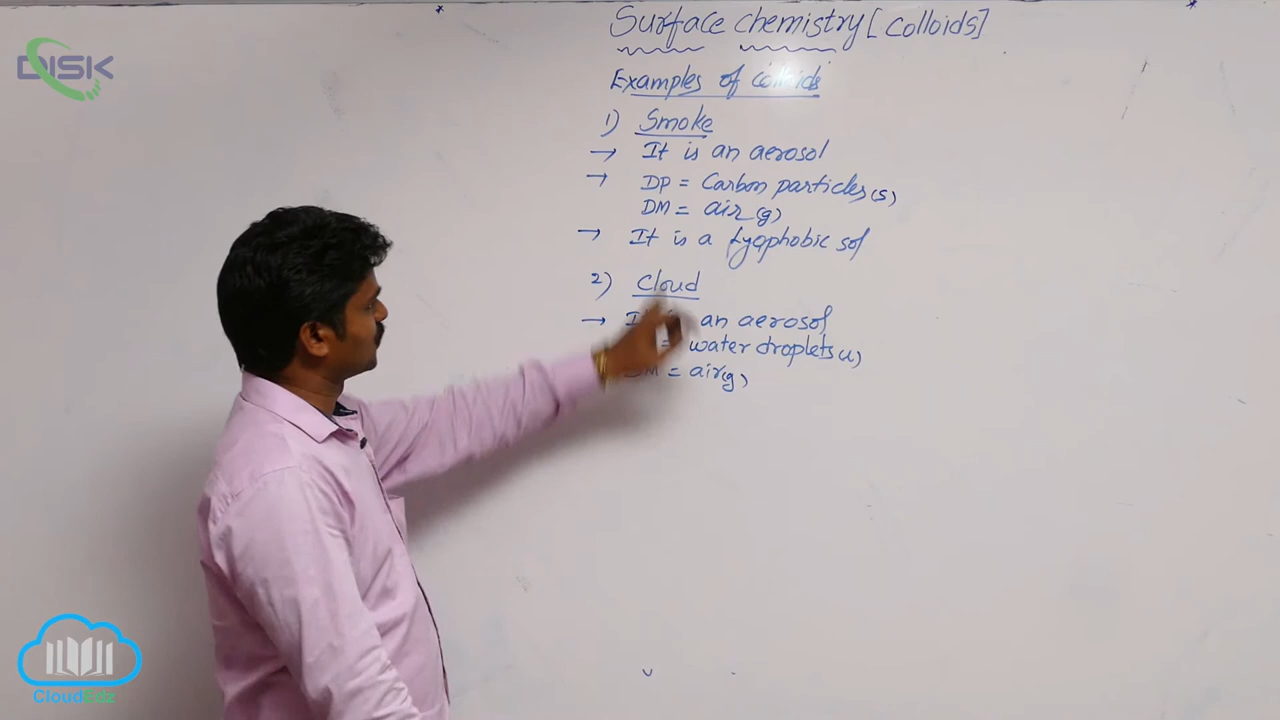 DISK
Surface chemistry [Colloids]
Examples of colloids
1) Smoke
→ It is an aerosol
→ DP = Carbon particles(s)
DM = air(g)
→ It is a Lyophobic sol
2) Cloud
→ an aerosol
= water droplets(l)
DM = air(g)
CloudEdz